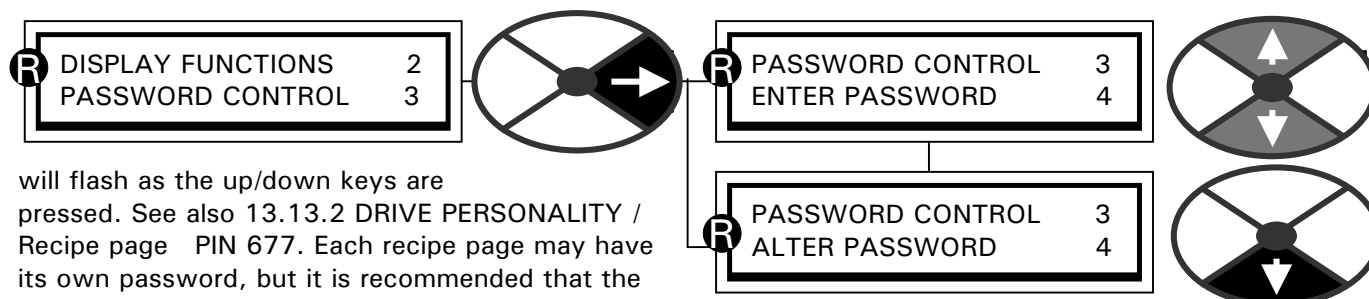 R DISPLAY FUNCTIONS 2
PASSWORD CONTROL 3
R PASSWORD CONTROL 3
ENTER PASSWORD 4
will flash as the up/down keys are
pressed. See also 13.13.2 DRIVE PERSONALITY /
Recipe page PIN 677. Each recipe page may have
its own password, but it is recommended that the
R PASSWORD CONTROL 3
ALTER PASSWORD 4